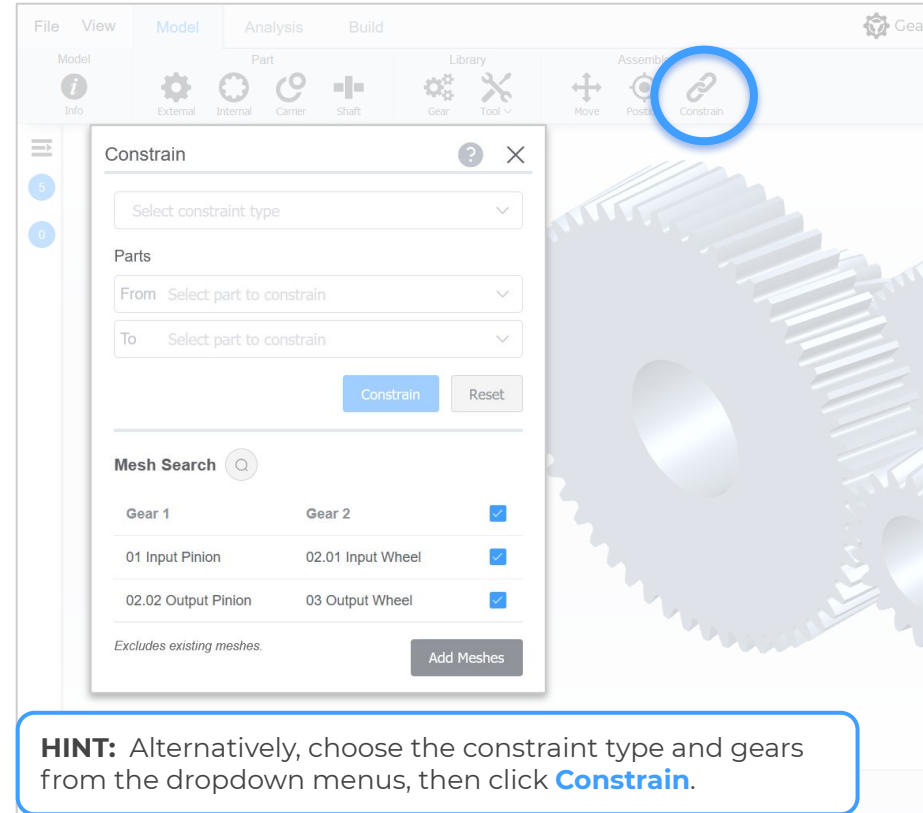 File View Model Analysis Build Gea
Model Part Library Assemble
Info External Internal Carrier Shaft Gear Tool Move Position Constrain
5
0
Constrain ?
Select constraint type
Parts
From Select part to constrain
To Select part to constrain
Constrain Reset
Mesh Search
Gear 1 Gear 2
01 Input Pinion 02.01 Input Wheel
02.02 Output Pinion 03 Output Wheel
Excludes existing meshes.
Add Meshes
HINT: Alternatively, choose the constraint type and gears
from the dropdown menus, then click Constrain.